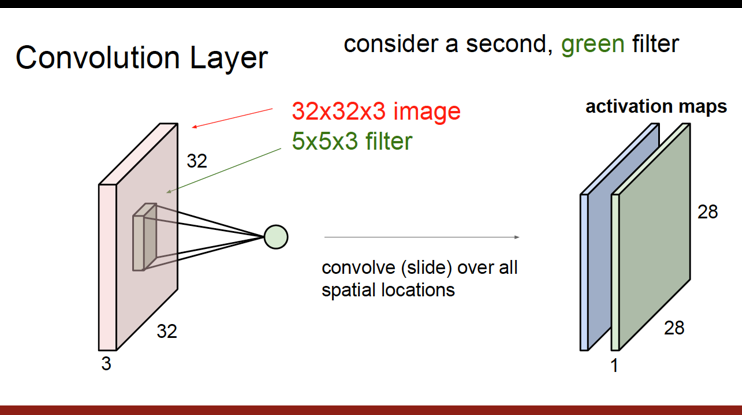 Convolution Layer
consider a second, green filter
32x32x3 image
5x5x3 filter
activation maps
32
28
convolve (slide) over all
spatial locations
32
28
3
1